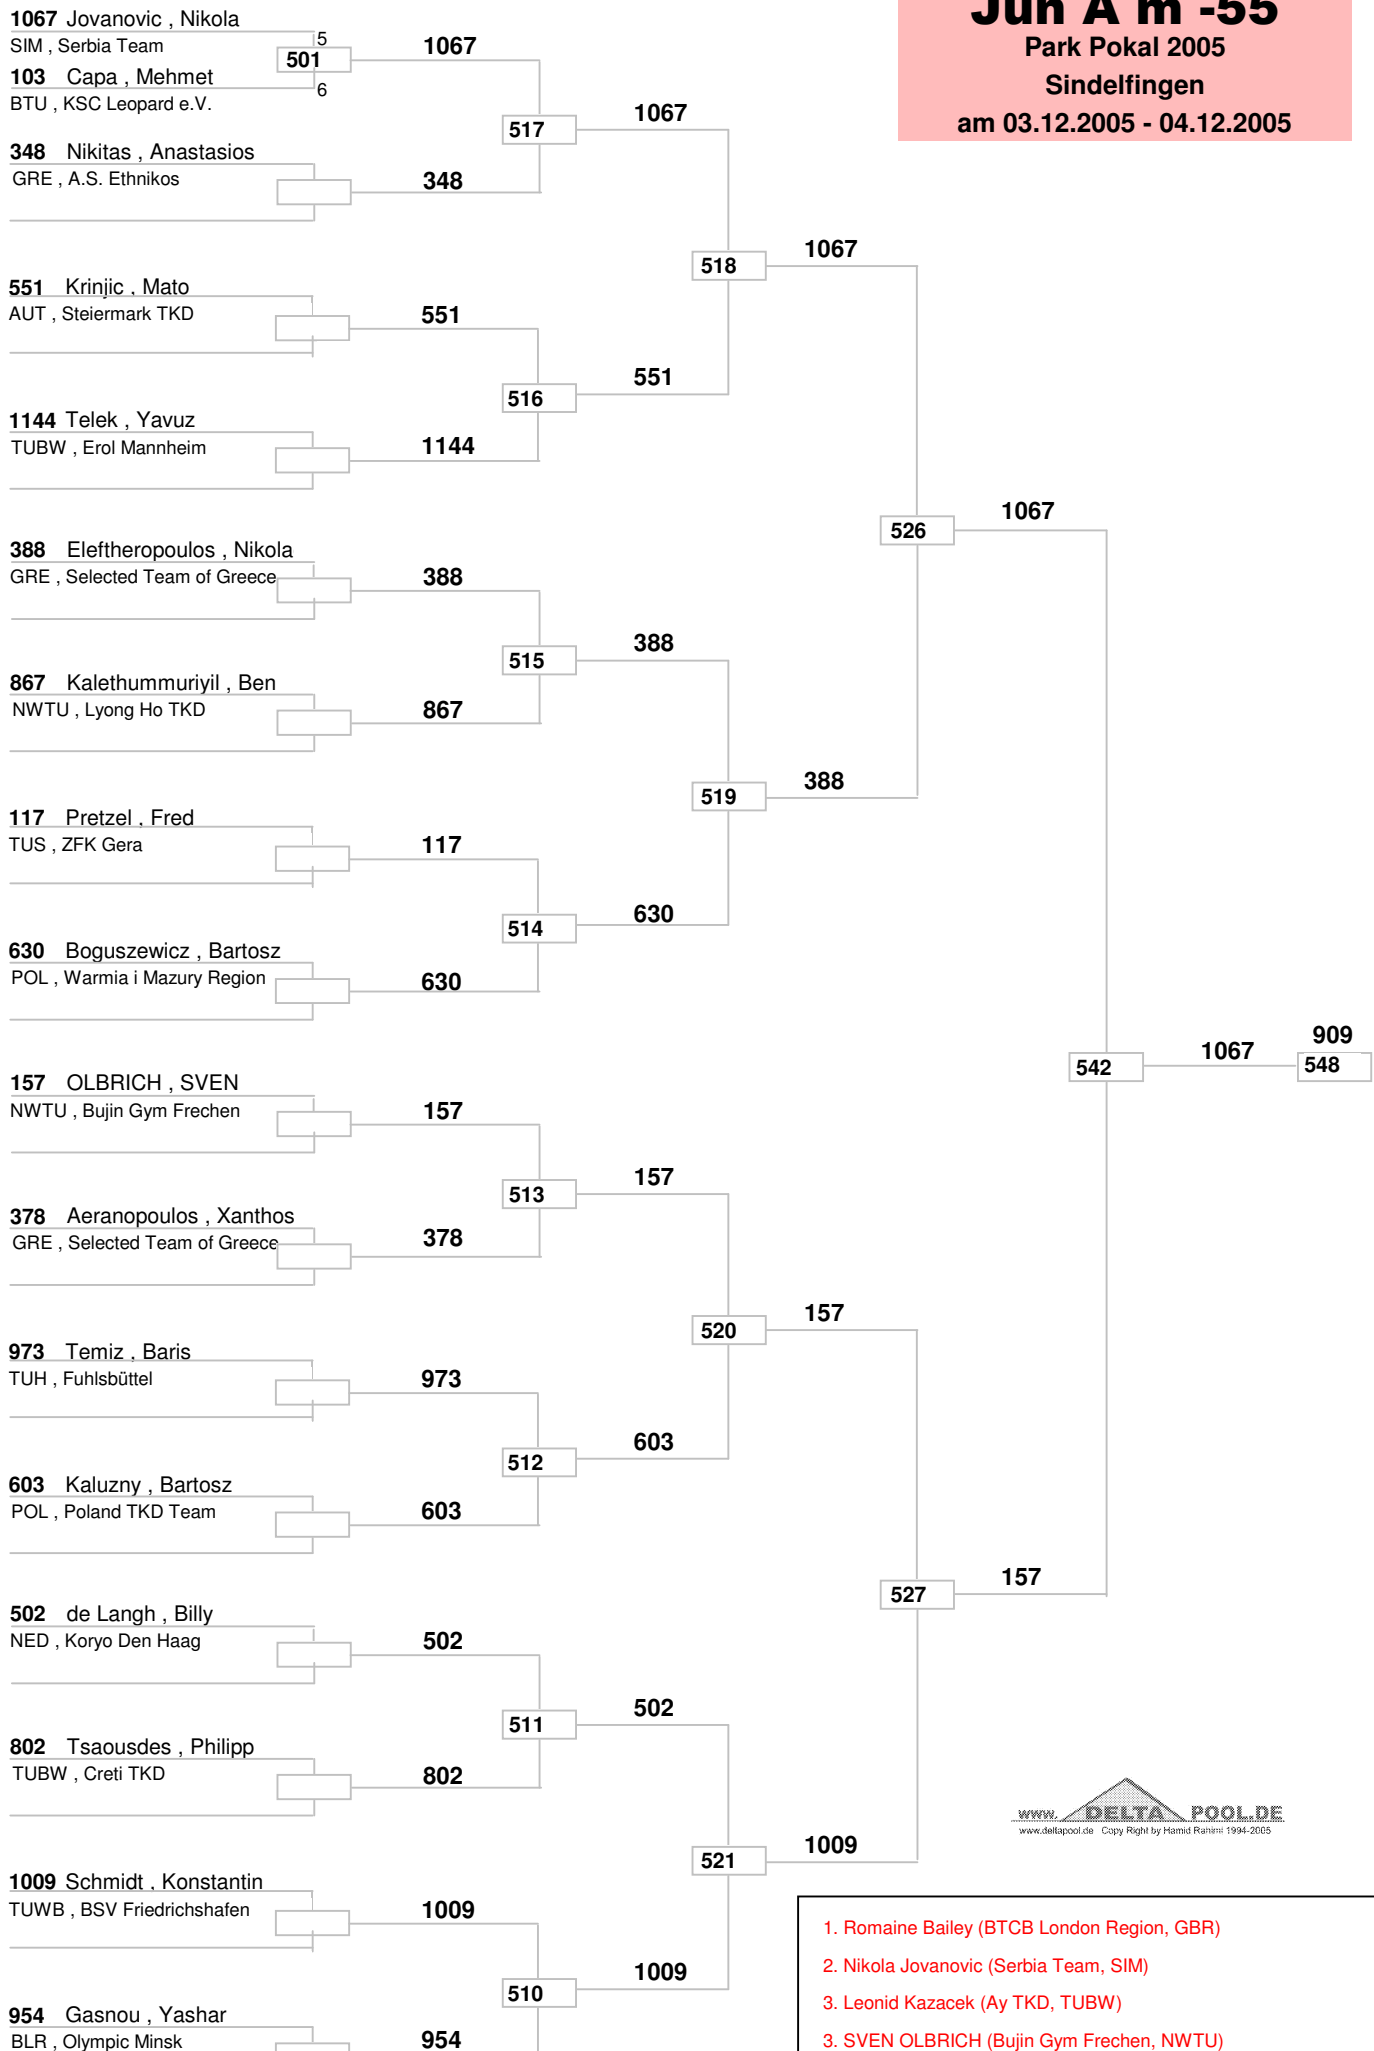 Jun A m -55
Park Pokal 2005
Sindelfingen
am 03.12.2005 - 04.12.2005
1067 Jovanovic , Nikola
SIM , Serbia Team
5
501
1067
103 Capa , Mehmet
6
BTU , KSC Leopard e.V.
517
1067
348 Nikitas , Anastasios
GRE , A.S. Ethnikos
348
518
1067
551 Krinjic , Mato
AUT , Steiermark TKD
551
516
551
1144 Telek , Yavuz
TUBW , Erol Mannheim
1144
526
1067
388 Eleftheropoulos , Nikola
GRE , Selected Team of Greece
388
515
388
867 Kalethummuriyil , Ben
NWTU , Lyong Ho TKD
867
519
388
117 Pretzel , Fred
TUS , ZFK Gera
117
514
630
630 Boguszewicz , Bartosz
POL , Warmia i Mazury Region
630
542
1067
909
548
157 OLBRICH , SVEN
NWTU , Bujin Gym Frechen
157
513
157
378 Aeranopoulos , Xanthos
GRE , Selected Team of Greece
378
520
157
973 Temiz , Baris
TUH , Fuhlsbüttel
973
512
603
603 Kaluzny , Bartosz
POL , Poland TKD Team
603
527
157
502 de Langh , Billy
NED , Koryo Den Haag
502
511
502
802 Tsaousdes , Philipp
TUBW , Creti TKD
802
521
1009
www. DELTA POOL.DE
www.deltapool.de Copy Right by Hamid Rahimi 1994-2005
1009 Schmidt , Konstantin
TUWB , BSV Friedrichshafen
1009
510
1009
954 Gasnou , Yashar
BLR , Olympic Minsk
954
1. Romaine Bailey (BTCB London Region, GBR)
2. Nikola Jovanovic (Serbia Team, SIM)
3. Leonid Kazacek (Ay TKD, TUBW)
3. SVEN OLBRICH (Bujin Gym Frechen, NWTU)